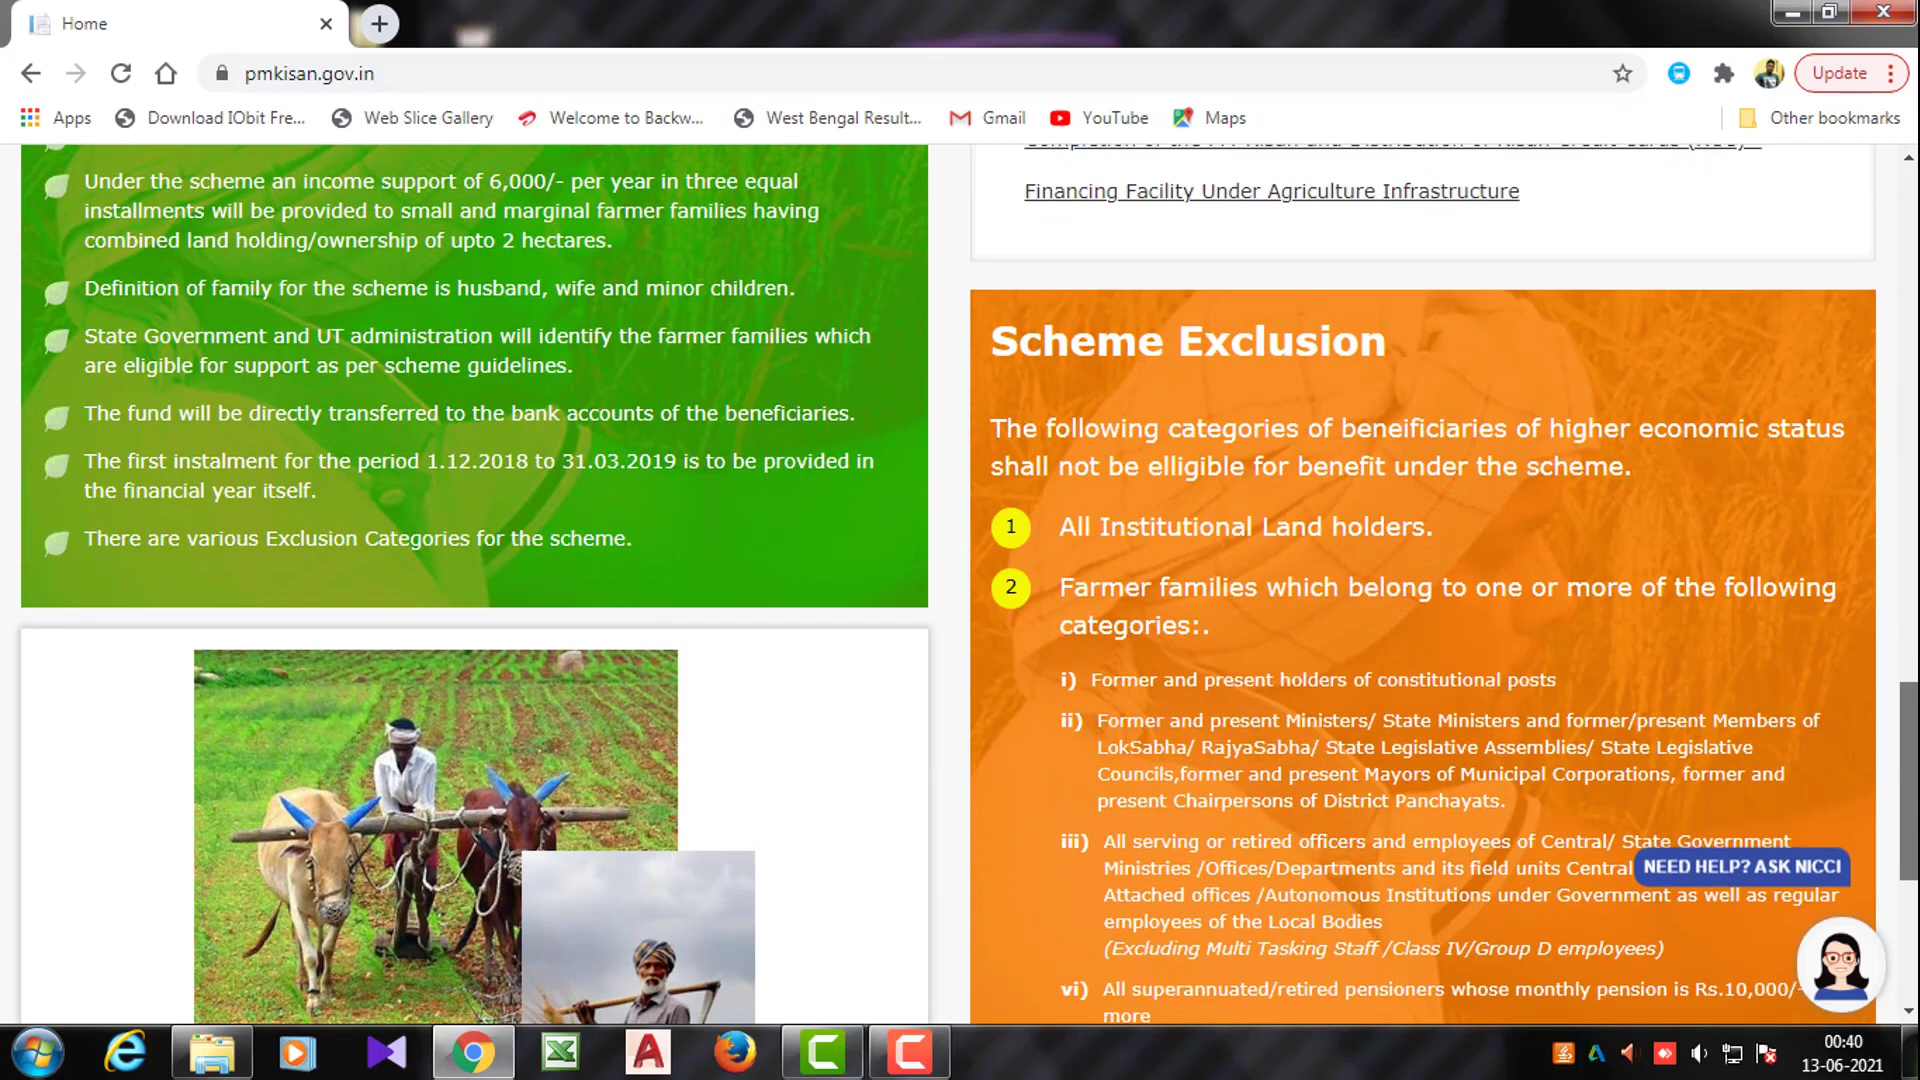 Home
pmkisan.gov.in
Update
Apps
Download IObit Fre...
Web Slice Gallery
Welcome to Backw...
West Bengal Result...
Gmail
YouTube
Maps
Other bookmarks
Under the scheme an income support of 6,000/- per year in three equal
installments will be provided to small and marginal farmer families having
combined land holding/ownership of upto 2 hectares.
Definition of family for the scheme is husband, wife and minor children.
State Government and UT administration will identify the farmer families which
are eligible for support as per scheme guidelines.
The fund will be directly transferred to the bank accounts of the beneficiaries.
The first instalment for the period 1.12.2018 to 31.03.2019 is to be provided in
the financial year itself.
There are various Exclusion Categories for the scheme.
Financing Facility Under Agriculture Infrastructure
Scheme Exclusion
The following categories of beneificiaries of higher economic status
shall not be elligible for benefit under the scheme.
1 All Institutional Land holders.
2 Farmer families which belong to one or more of the following
categories:.
i) Former and present holders of constitutional posts
ii) Former and present Ministers/ State Ministers and former/present Members of
LokSabha/ RajyaSabha/ State Legislative Assemblies/ State Legislative
Councils,former and present Mayors of Municipal Corporations, former and
present Chairpersons of District Panchayats.
iii) All serving or retired officers and employees of Central/ State Government
Ministries /Offices/Departments and its field units Central
Attached offices /Autonomous Institutions under Government as well as regular
employees of the Local Bodies
(Excluding Multi Tasking Staff /Class IV/Group D employees)
vi) All superannuated/retired pensioners whose monthly pension is Rs.10,000/-
more
NEED HELP? ASK NICCI
00:40
13-06-2021